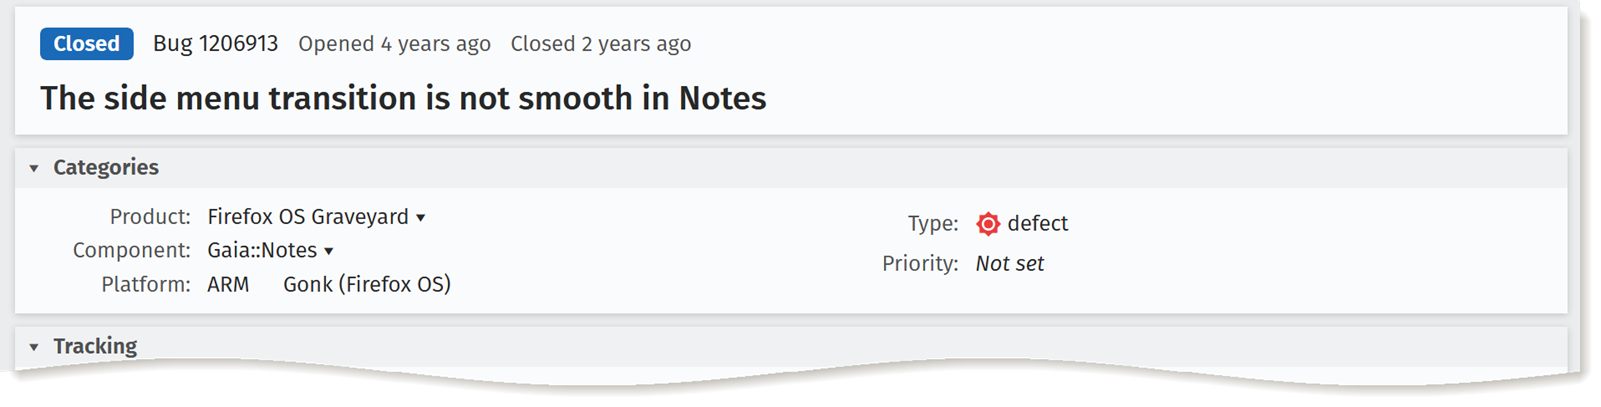 Closed Bug 1206913 Opened 4 years ago Closed 2 years ago
The side menu transition is not smooth in Notes
Categories
Product: Firefox OS Graveyard
Component: Gaia::Notes
Platform: ARM Gonk (Firefox OS)
Type: defect
Priority: Not set
Tracking